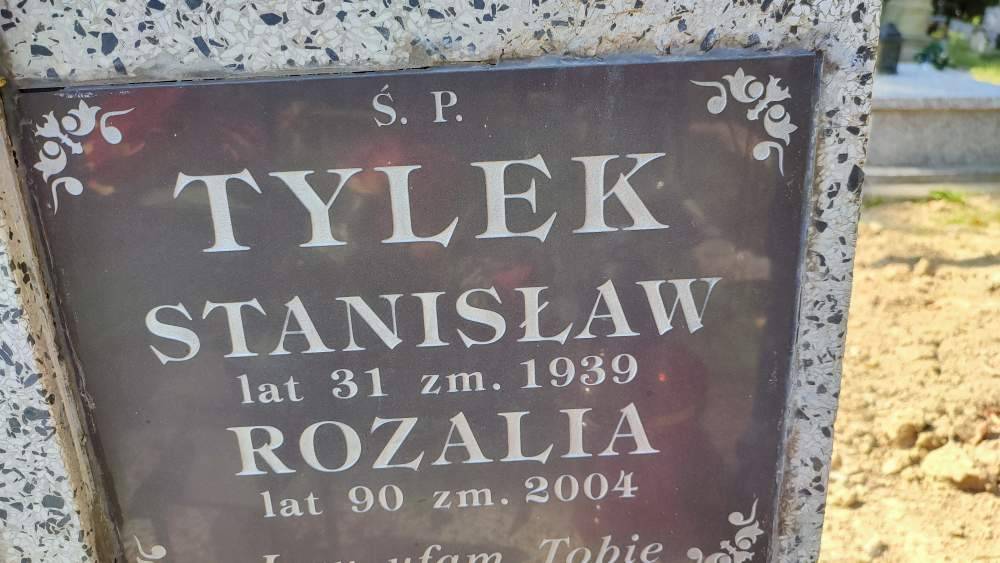 Ś. P.
TYLEK
STANISŁAW
lat 31 zm. 1939
ROZALIA
lat 90 zm. 2004
ufam Tobie